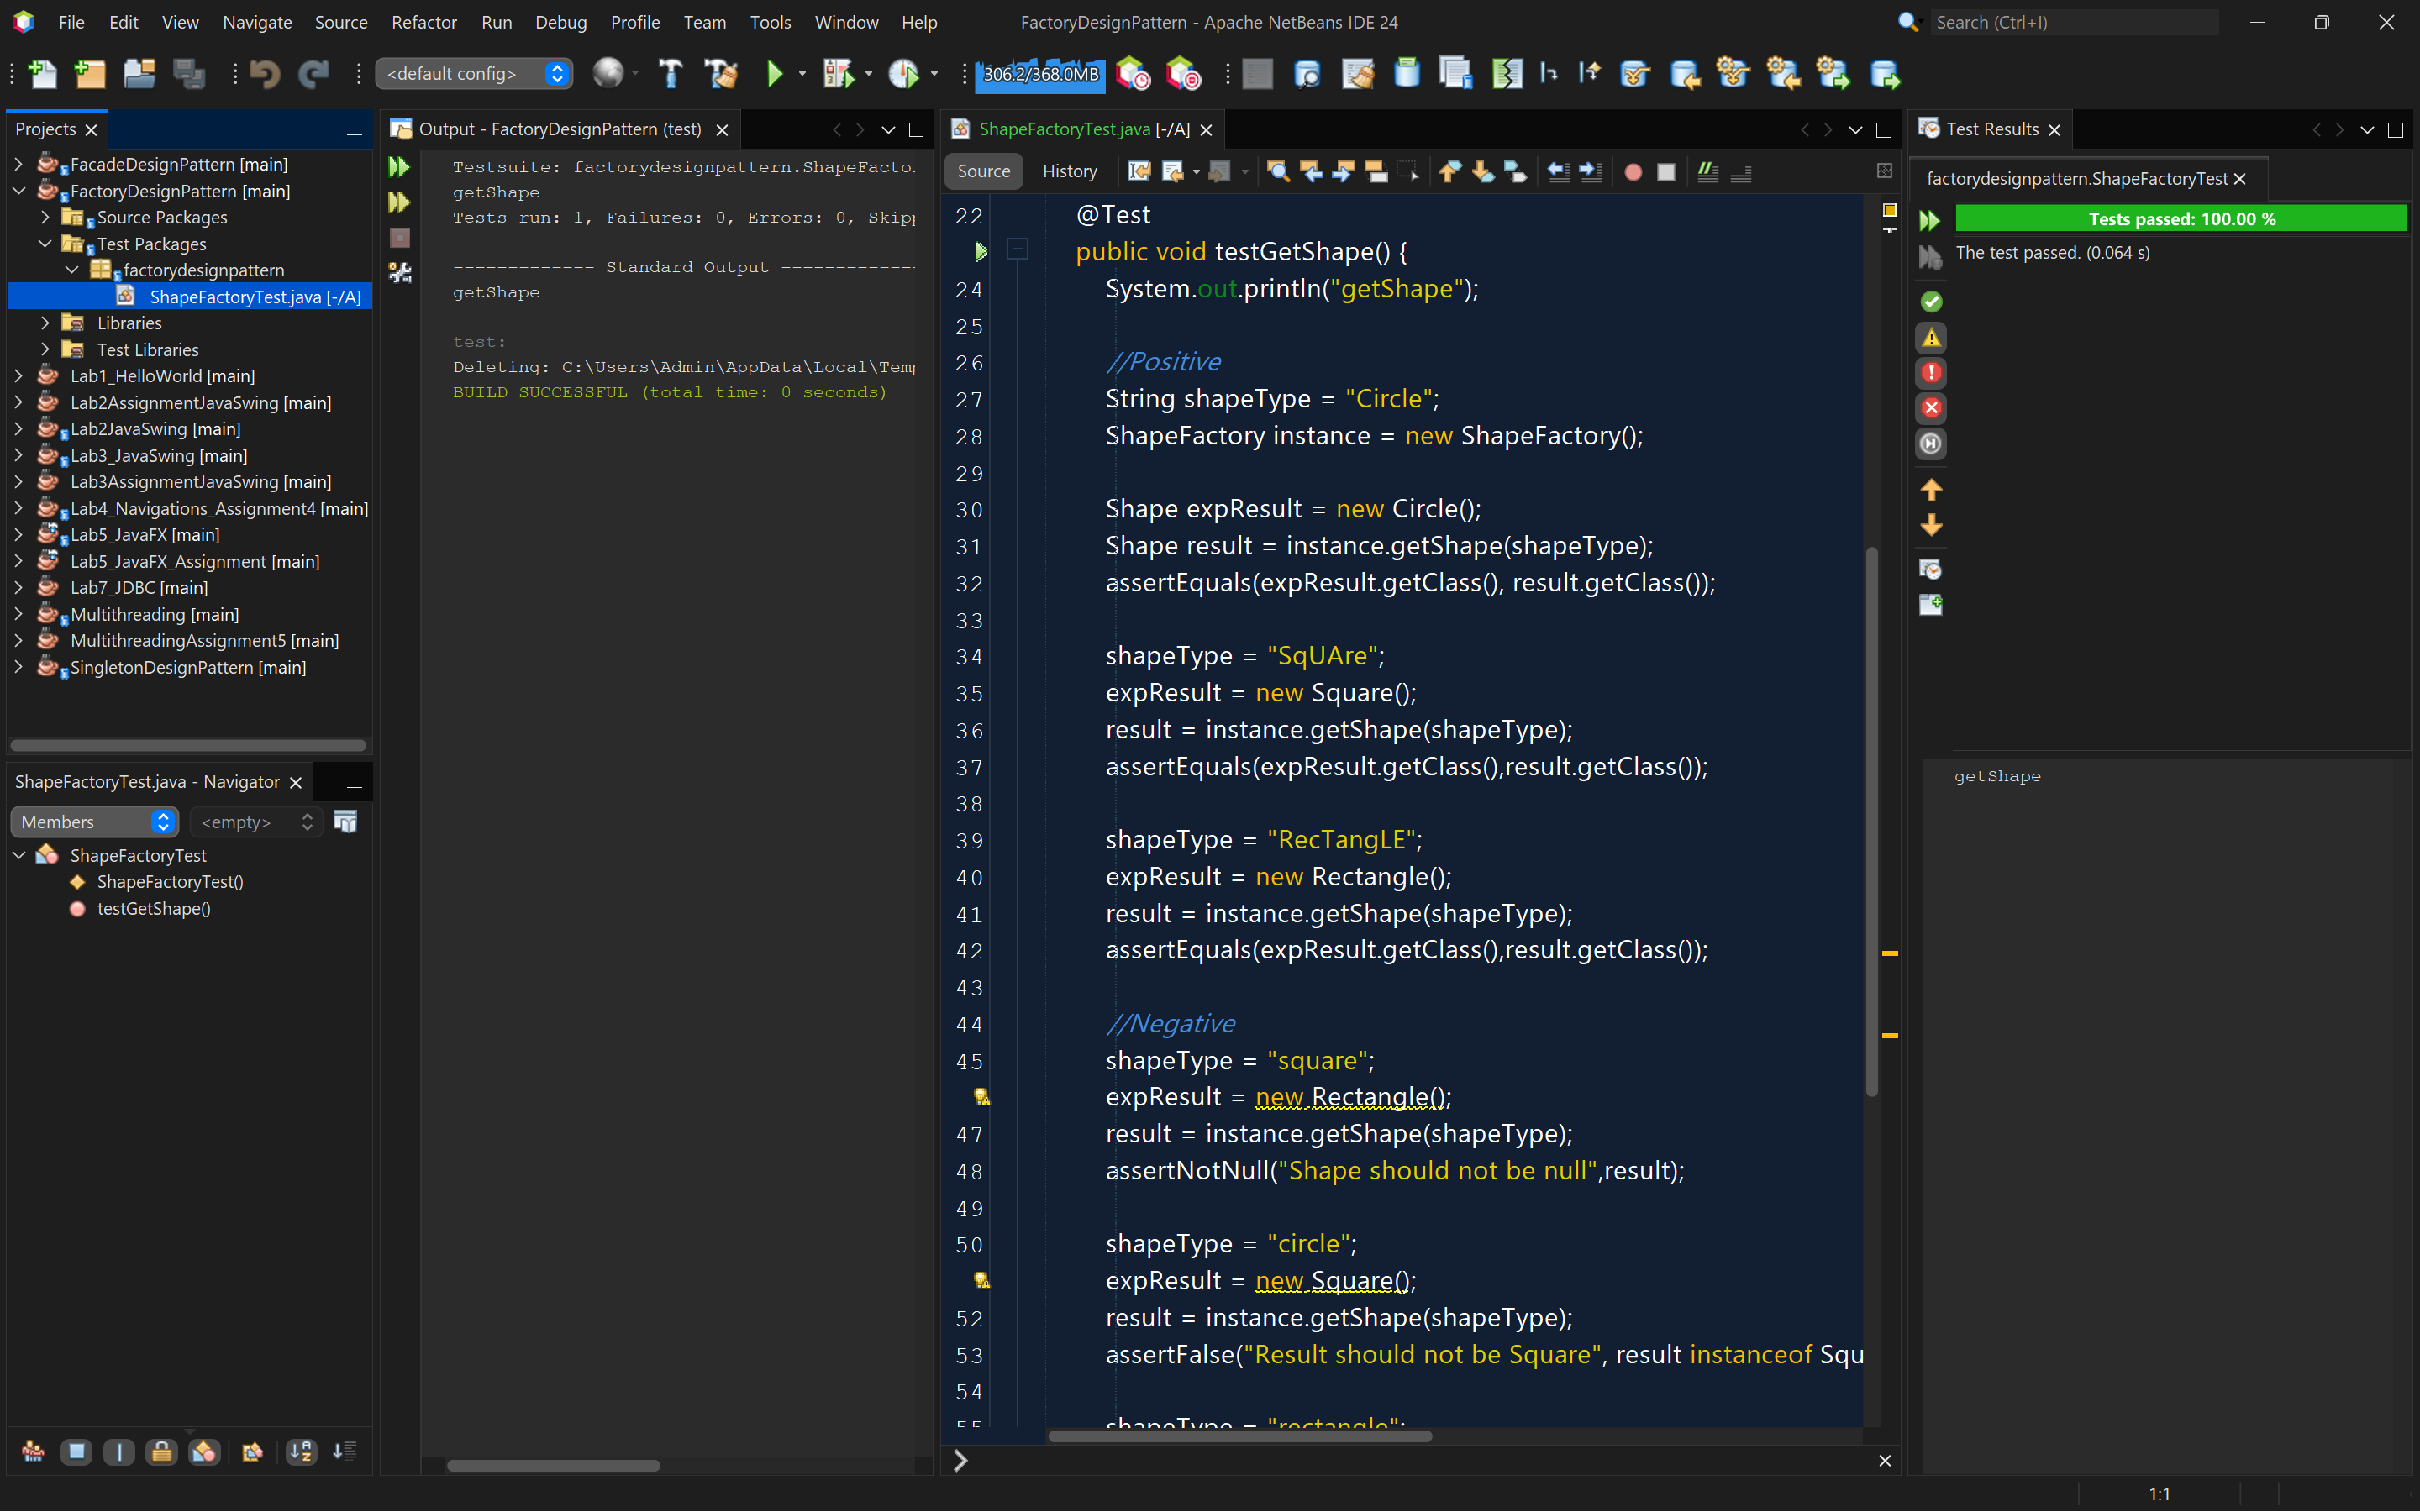 File Edit View Navigate Source Refactor Run Debug Profile Team Tools Window Help
FactoryDesignPattern - Apache NetBeans IDE 24
Search (Ctrl+I)
<default config>
306.2/368.0MB
Projects
FacadeDesignPattern [main]
FactoryDesignPattern [main]
Source Packages
Test Packages
factorydesignpattern
ShapeFactoryTest.java [-/A]
Libraries
Test Libraries
Lab1_HelloWorld [main]
Lab2AssignmentJavaSwing [main]
Lab2JavaSwing [main]
Lab3_JavaSwing [main]
Lab3AssignmentJavaSwing [main]
Lab4_Navigations_Assignment4 [main]
Lab5_JavaFX [main]
Lab5_JavaFX_Assignment [main]
Lab7_JDBC [main]
Multithreading [main]
MultithreadingAssignment5 [main]
SingletonDesignPattern [main]
ShapeFactoryTest.java - Navigator
Members
<empty>
ShapeFactoryTest
ShapeFactoryTest()
testGetShape()
Output - FactoryDesignPattern (test)
Testsuite: factorydesignpattern.ShapeFactor
getShape
Tests run: 1, Failures: 0, Errors: 0, Skipp
------------- Standard Output -------------
getShape
------------- ---------------- ------------
test:
Deleting: C:\Users\Admin\AppData\Local\Temp
BUILD SUCCESSFUL (total time: 0 seconds)
ShapeFactoryTest.java [-/A]
Source History
22 @Test
public void testGetShape() {
24 System.out.println("getShape");
25
26 //Positive
27 String shapeType = "Circle";
28 ShapeFactory instance = new ShapeFactory();
29
30 Shape expResult = new Circle();
31 Shape result = instance.getShape(shapeType);
32 assertEquals(expResult.getClass(), result.getClass());
33
34 shapeType = "SqUAre";
35 expResult = new Square();
36 result = instance.getShape(shapeType);
37 assertEquals(expResult.getClass(),result.getClass());
38
39 shapeType = "RecTangLE";
40 expResult = new Rectangle();
41 result = instance.getShape(shapeType);
42 assertEquals(expResult.getClass(),result.getClass());
43
44 //Negative
45 shapeType = "square";
expResult = new Rectangle();
47 result = instance.getShape(shapeType);
48 assertNotNull("Shape should not be null",result);
49
50 shapeType = "circle";
expResult = new Square();
52 result = instance.getShape(shapeType);
53 assertFalse("Result should not be Square", result instanceof Squ
54
55 shapeType = "rectangle";
Test Results
factorydesignpattern.ShapeFactoryTest
Tests passed: 100.00 %
The test passed. (0.064 s)
getShape
1:1